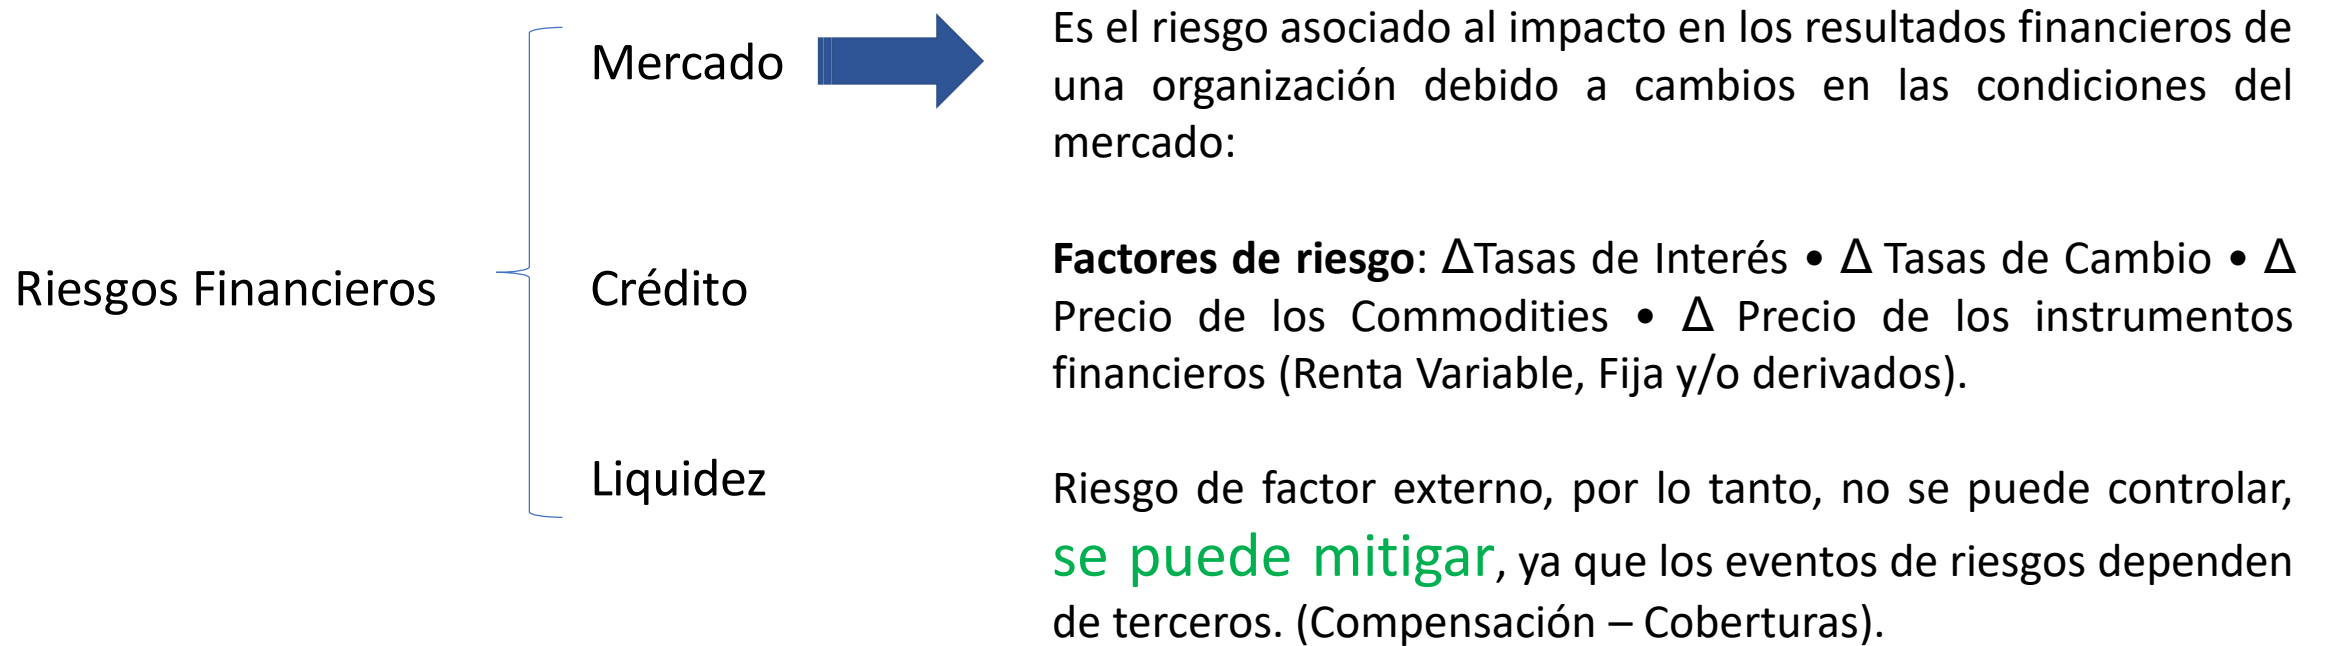 Riesgos Financieros
Mercado
Crédito
Liquidez
Es el riesgo asociado al impacto en los resultados financieros de
una organización debido a cambios en las condiciones del
mercado:
Factores de riesgo: ΔTasas de Interés • Δ Tasas de Cambio • Δ
Precio de los Commodities • Δ Precio de los instrumentos
financieros (Renta Variable, Fija y/o derivados).
Riesgo de factor externo, por lo tanto, no se puede controlar,
se puede mitigar, ya que los eventos de riesgos dependen
de terceros. (Compensación – Coberturas).